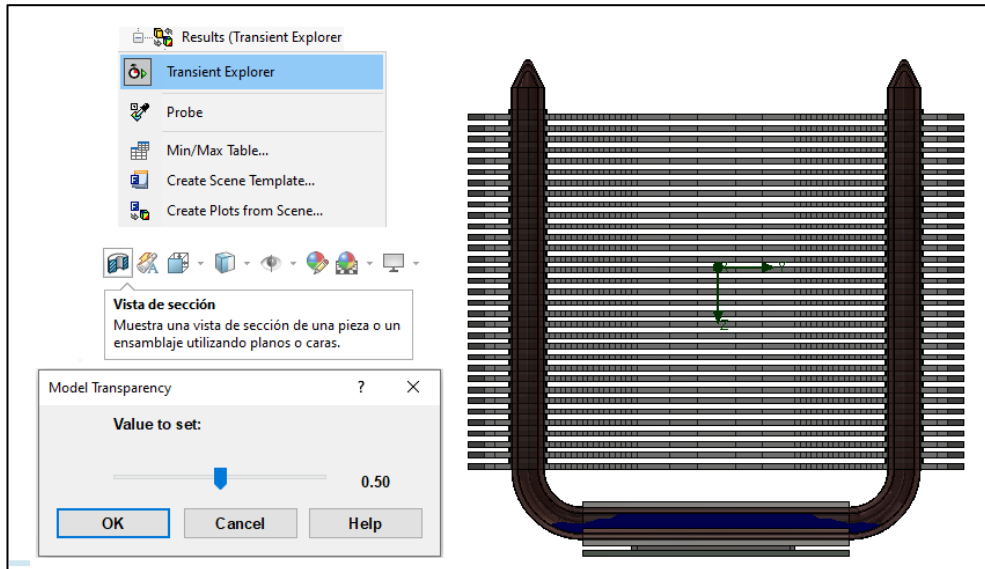 Results (Transient Explorer
Transient Explorer
Probe
Min/Max Table...
Create Scene Template...
Create Plots from Scene...
Vista de sección
Muestra una vista de sección de una pieza o un
ensamblaje utilizando planos o caras.
Model Transparency ? ×
Value to set:
0.50
OK Cancel Help
Y
Z